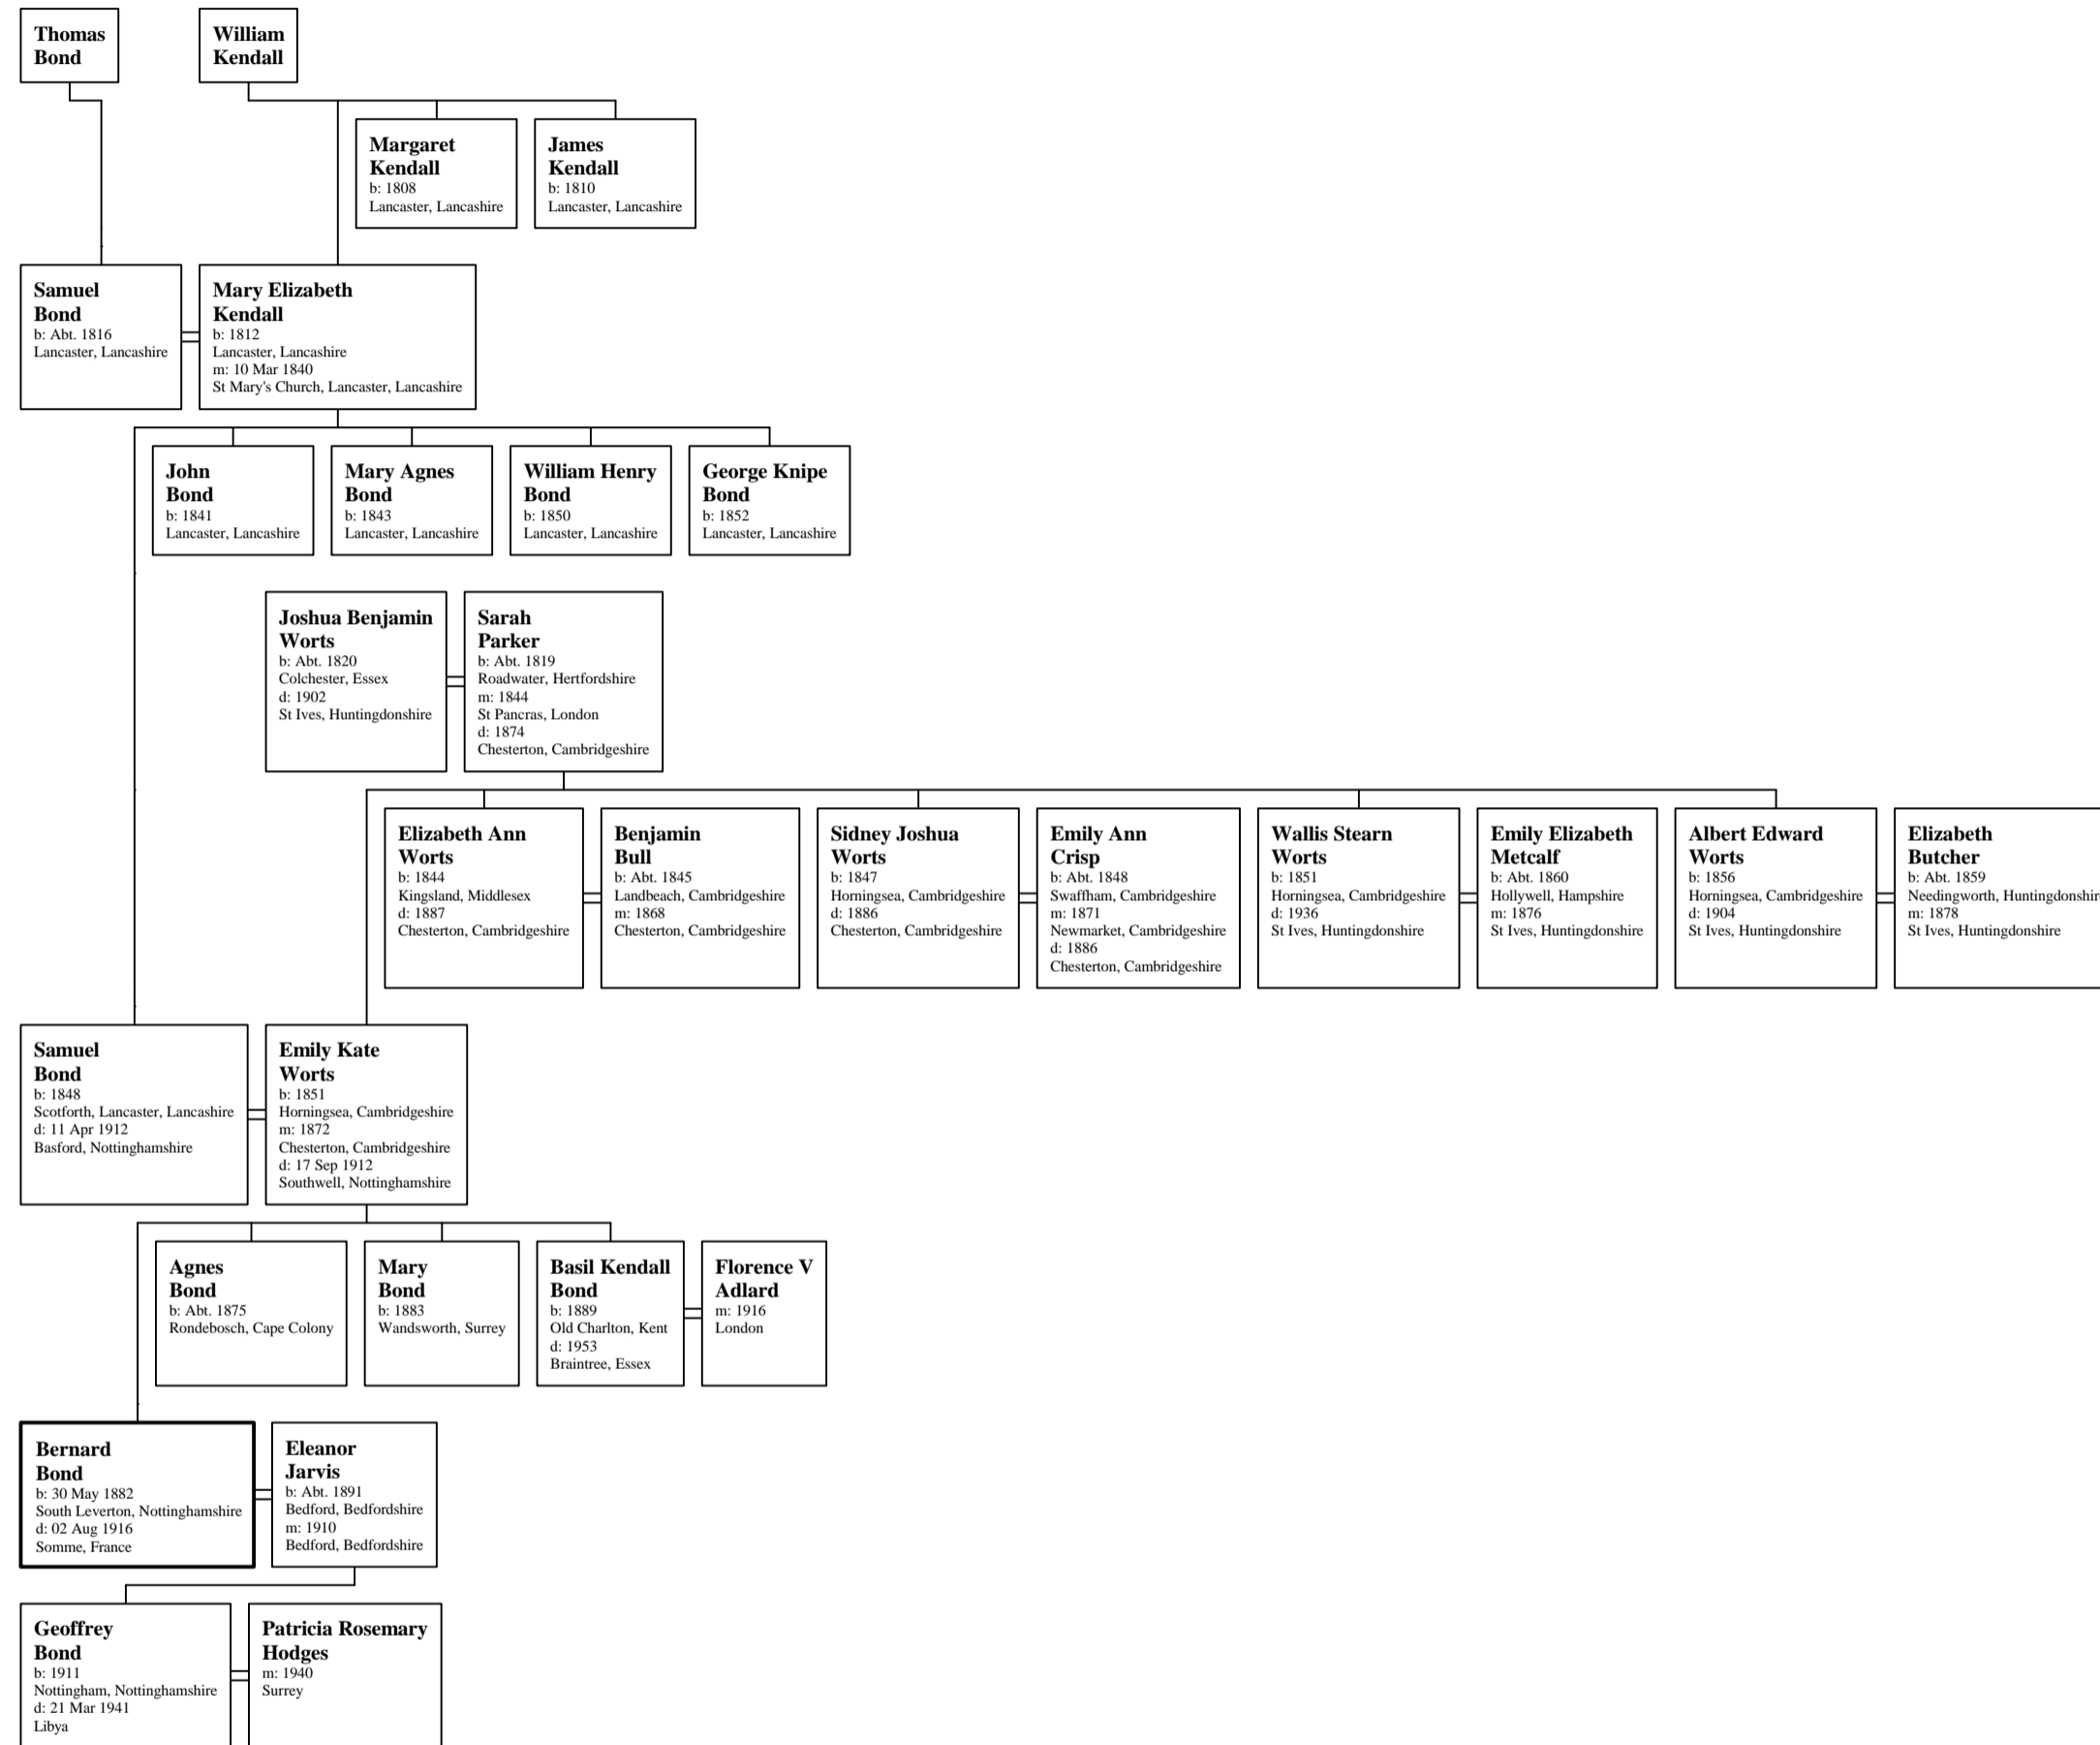 Thomas
Bond
William
Kendall
Margaret
Kendall
b: 1808
Lancaster, Lancashire
James
Kendall
b: 1810
Lancaster, Lancashire
Samuel
Bond
b: Abt. 1816
Lancaster, Lancashire
Mary Elizabeth
Kendall
b: 1812
Lancaster, Lancashire
m: 10 Mar 1840
St Mary's Church, Lancaster, Lancashire
John
Bond
b: 1841
Lancaster, Lancashire
Mary Agnes
Bond
b: 1843
Lancaster, Lancashire
William Henry
Bond
b: 1850
Lancaster, Lancashire
George Knipe
Bond
b: 1852
Lancaster, Lancashire
Joshua Benjamin
Worts
b: Abt. 1820
Colchester, Essex
d: 1902
St Ives, Huntingdonshire
Sarah
Parker
b: Abt. 1819
Roadwater, Hertfordshire
m: 1844
St Pancras, London
d: 1874
Chesterton, Cambridgeshire
Elizabeth Ann
Worts
b: 1844
Kingsland, Middlesex
d: 1887
Chesterton, Cambridgeshire
Benjamin
Bull
b: Abt. 1845
Landbeach, Cambridgeshire
m: 1868
Chesterton, Cambridgeshire
Sidney Joshua
Worts
b: 1847
Horningsea, Cambridgeshire
d: 1886
Chesterton, Cambridgeshire
Emily Ann
Crisp
b: Abt. 1848
Swaffham, Cambridgeshire
m: 1871
Newmarket, Cambridgeshire
d: 1886
Chesterton, Cambridgeshire
Wallis Stearn
Worts
b: 1851
Horningsea, Cambridgeshire
d: 1936
St Ives, Huntingdonshire
Emily Elizabeth
Metcalf
b: Abt. 1860
Hollywell, Hampshire
m: 1876
St Ives, Huntingdonshire
Albert Edward
Worts
b: 1856
Horningsea, Cambridgeshire
d: 1904
St Ives, Huntingdonshire
Elizabeth
Butcher
b: Abt. 1859
Needingworth, Huntingdonshire
m: 1878
St Ives, Huntingdonshire
Samuel
Bond
b: 1848
Scotforth, Lancaster, Lancashire
d: 11 Apr 1912
Basford, Nottinghamshire
Emily Kate
Worts
b: 1851
Horningsea, Cambridgeshire
m: 1872
Chesterton, Cambridgeshire
d: 17 Sep 1912
Southwell, Nottinghamshire
Agnes
Bond
b: Abt. 1875
Rondebosch, Cape Colony
Mary
Bond
b: 1883
Wandsworth, Surrey
Basil Kendall
Bond
b: 1889
Old Charlton, Kent
d: 1953
Braintree, Essex
Florence V
Adlard
m: 1916
London
Bernard
Bond
b: 30 May 1882
South Leverton, Nottinghamshire
d: 02 Aug 1916
Somme, France
Eleanor
Jarvis
b: Abt. 1891
Bedford, Bedfordshire
m: 1910
Bedford, Bedfordshire
Geoffrey
Bond
b: 1911
Nottingham, Nottinghamshire
d: 21 Mar 1941
Libya
Patricia Rosemary
Hodges
m: 1940
Surrey